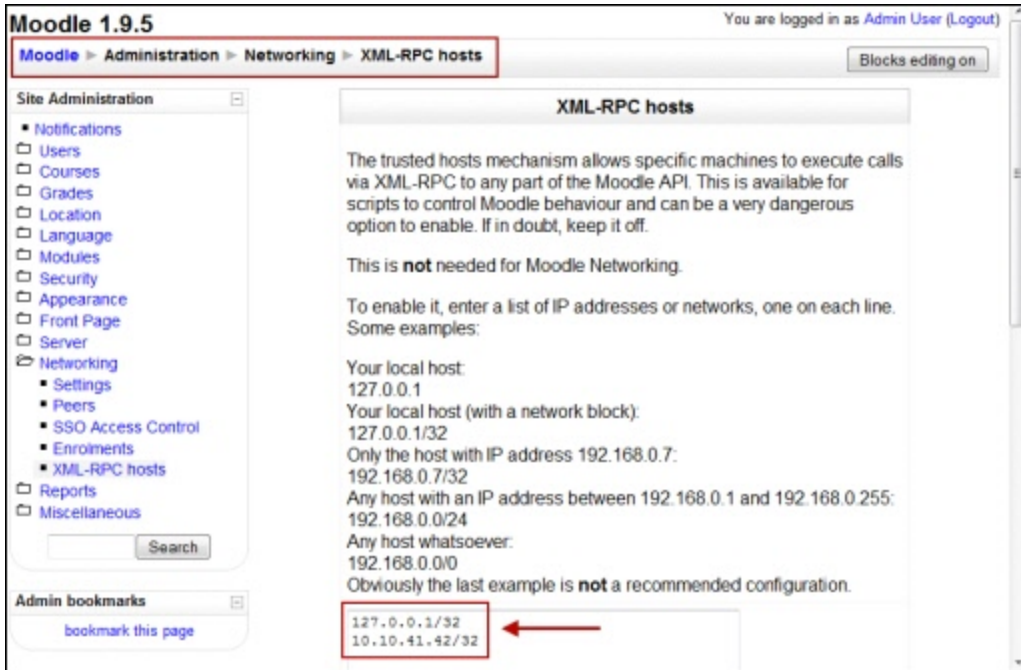 Moodle 1.9.5
You are logged in as Admin User (Logout)
Moodle ► Administration ► Networking ► XML-RPC hosts
Blocks editing on
Site Administration
Notifications
Users
Courses
Grades
Location
Language
Modules
Security
Appearance
Front Page
Server
Networking
Settings
Peers
SSO Access Control
Enrolments
XML-RPC hosts
Reports
Miscellaneous
Search
Admin bookmarks
bookmark this page
XML-RPC hosts
The trusted hosts mechanism allows specific machines to execute calls
via XML-RPC to any part of the Moodle API. This is available for
scripts to control Moodle behaviour and can be a very dangerous
option to enable. If in doubt, keep it off.
This is not needed for Moodle Networking.
To enable it, enter a list of IP addresses or networks, one on each line.
Some examples:
Your local host:
127.0.0.1
Your local host (with a network block):
127.0.0.1/32
Only the host with IP address 192.168.0.7:
192.168.0.7/32
Any host with an IP address between 192.168.0.1 and 192.168.0.255:
192.168.0.0/24
Any host whatsoever:
192.168.0.0/0
Obviously the last example is not a recommended configuration.
127.0.0.1/32
10.10.41.42/32